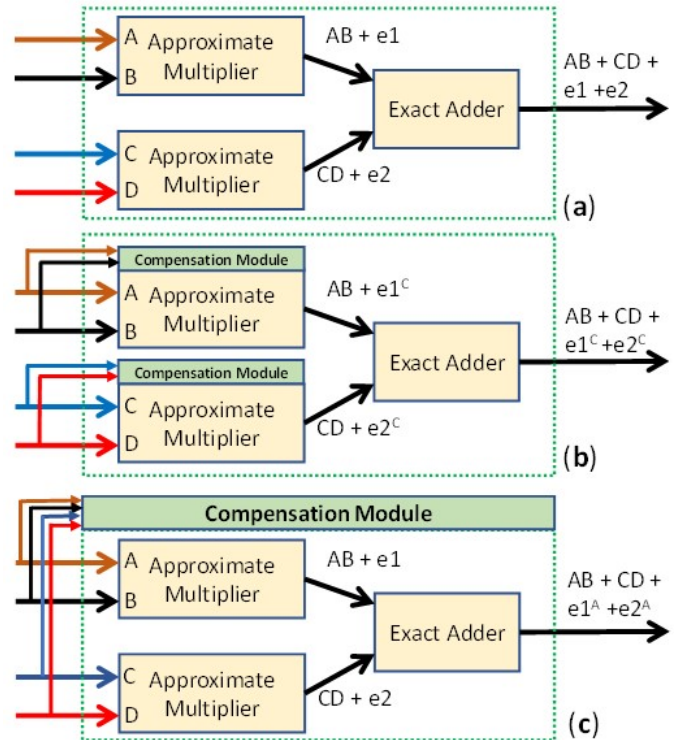 A
B
Approximate
Multiplier
AB + e1
C
D
Approximate
Multiplier
CD + e2
Exact Adder
AB + CD +
e1 +e2
(a)
Compensation Module
A
B
Approximate
Multiplier
AB + e1ᶜ
Compensation Module
C
D
Approximate
Multiplier
CD + e2ᶜ
Exact Adder
AB + CD +
e1ᶜ +e2ᶜ
(b)
Compensation Module
A
B
Approximate
Multiplier
AB + e1
C
D
Approximate
Multiplier
CD + e2
Exact Adder
AB + CD +
e1ᴬ +e2ᴬ
(c)